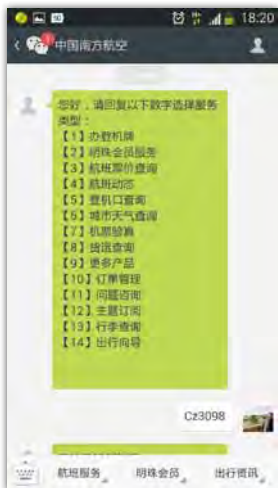 18:20
中国南方航空
您好，请回复以下数字选择服务
类型：
【1】办登机牌
【2】明珠会员服务
【3】航班票价查询
【4】航班动态
【5】登机口查询
【6】城市天气查询
【7】机票验真
【8】货运查询
【9】更多产品
【10】订单管理
【11】问题咨询
【12】主题订阅
【13】行李查询
【14】出行向导
Cz3098
航班服务 明珠会员 出行资讯